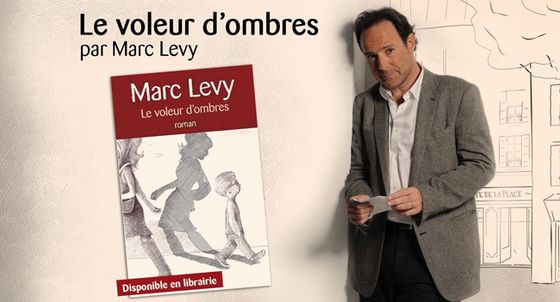 Le voleur d'ombres
par Marc Levy
Marc Levy
Le voleur d'ombres
roman
Disponible en librairie
E DE LA PLACE